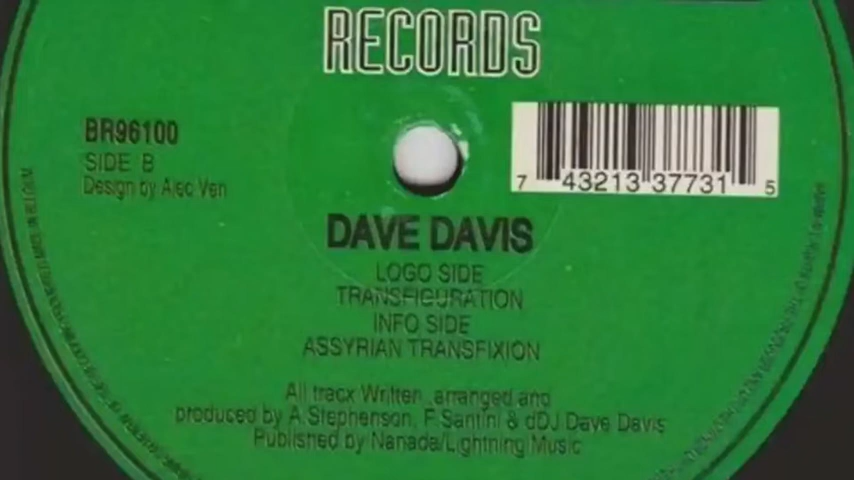 RECORDS
BR96100
SIDE B
Design by Alec Ven
7 43213 37731 5
DAVE DAVIS
LOGO SIDE
TRANSFIGURATION
INFO SIDE
ASSYRIAN TRANSFIXION
All tracx Written, arranged and
produced by A.Stephenson, F.Santini & dDJ Dave Davis
Published by Nanada/Lightning Music